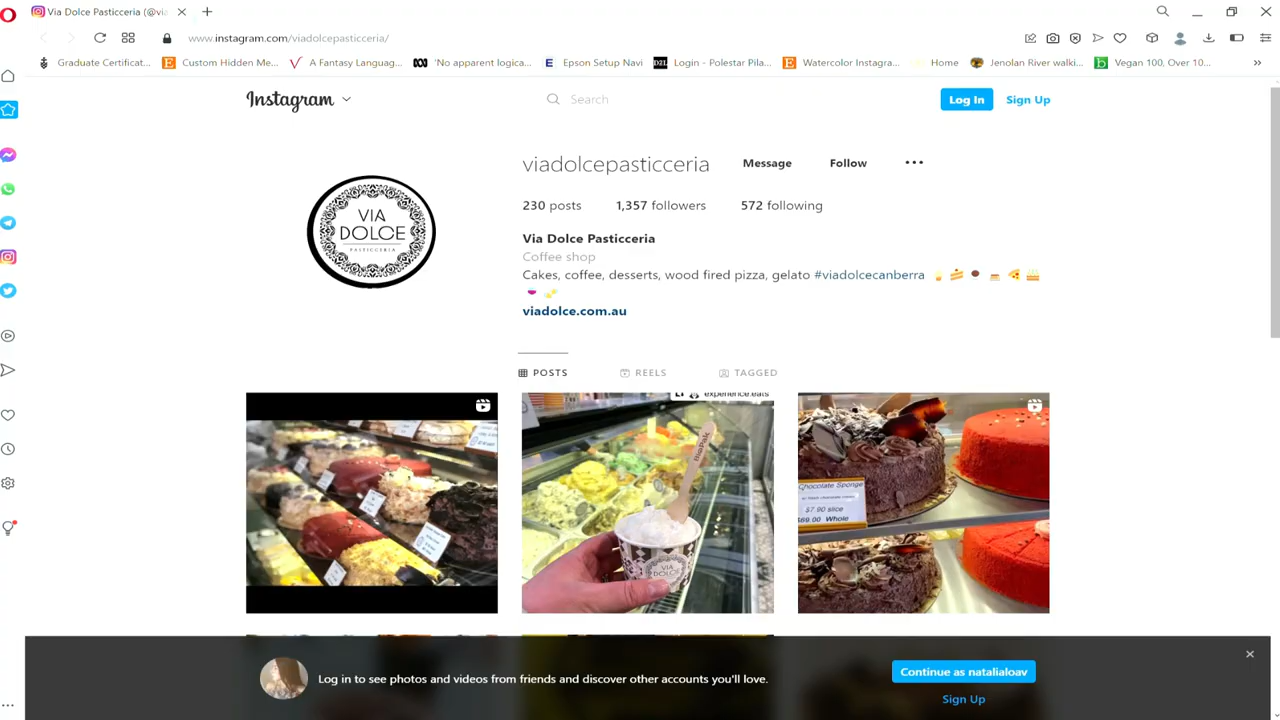 Via Dolce Pasticceria (@via
www.instagram.com/viadolcepasticceria/
Graduate Certificat...
Custom Hidden Me...
A Fantasy Languag...
'No apparent logica...
Epson Setup Navi
D2L
Login - Polestar Pila...
Watercolor Instagra...
Home
Jenolan River walki...
Vegan 100, Over 10...
Instagram
Search
Log In
Sign Up
viadolcepasticceria
Message
Follow
VIA
DOLCE
PASTICCERIA
230 posts
1,357 followers
572 following
Via Dolce Pasticceria
Coffee shop
Cakes, coffee, desserts, wood fired pizza, gelato #viadolcecanberra
viadolce.com.au
POSTS
REELS
TAGGED
experience.eats
thePak
VIA
DOLCE
Chocolate Sponge
$7.90 slice
$69.00 Whole
Log in to see photos and videos from friends and discover other accounts you'll love.
Continue as natalialoav
Sign Up